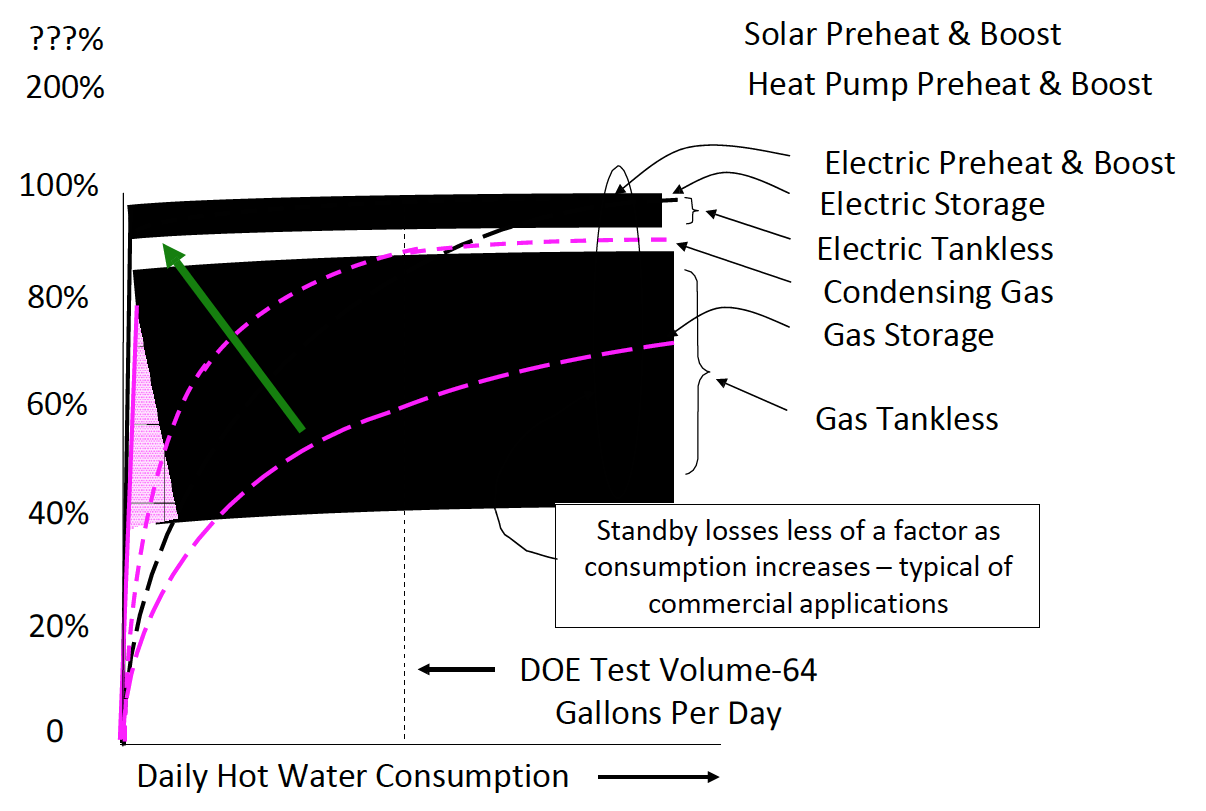 ???%
Solar Preheat & Boost
200%
Heat Pump Preheat & Boost
Electric Preheat & Boost
100%
Electric Storage
Electric Tankless
Condensing Gas
80%
Gas Storage
60%
Gas Tankless
40%
Standby losses less of a factor as
consumption increases – typical of
commercial applications
20%
DOE Test Volume-64
Gallons Per Day
0
Daily Hot Water Consumption